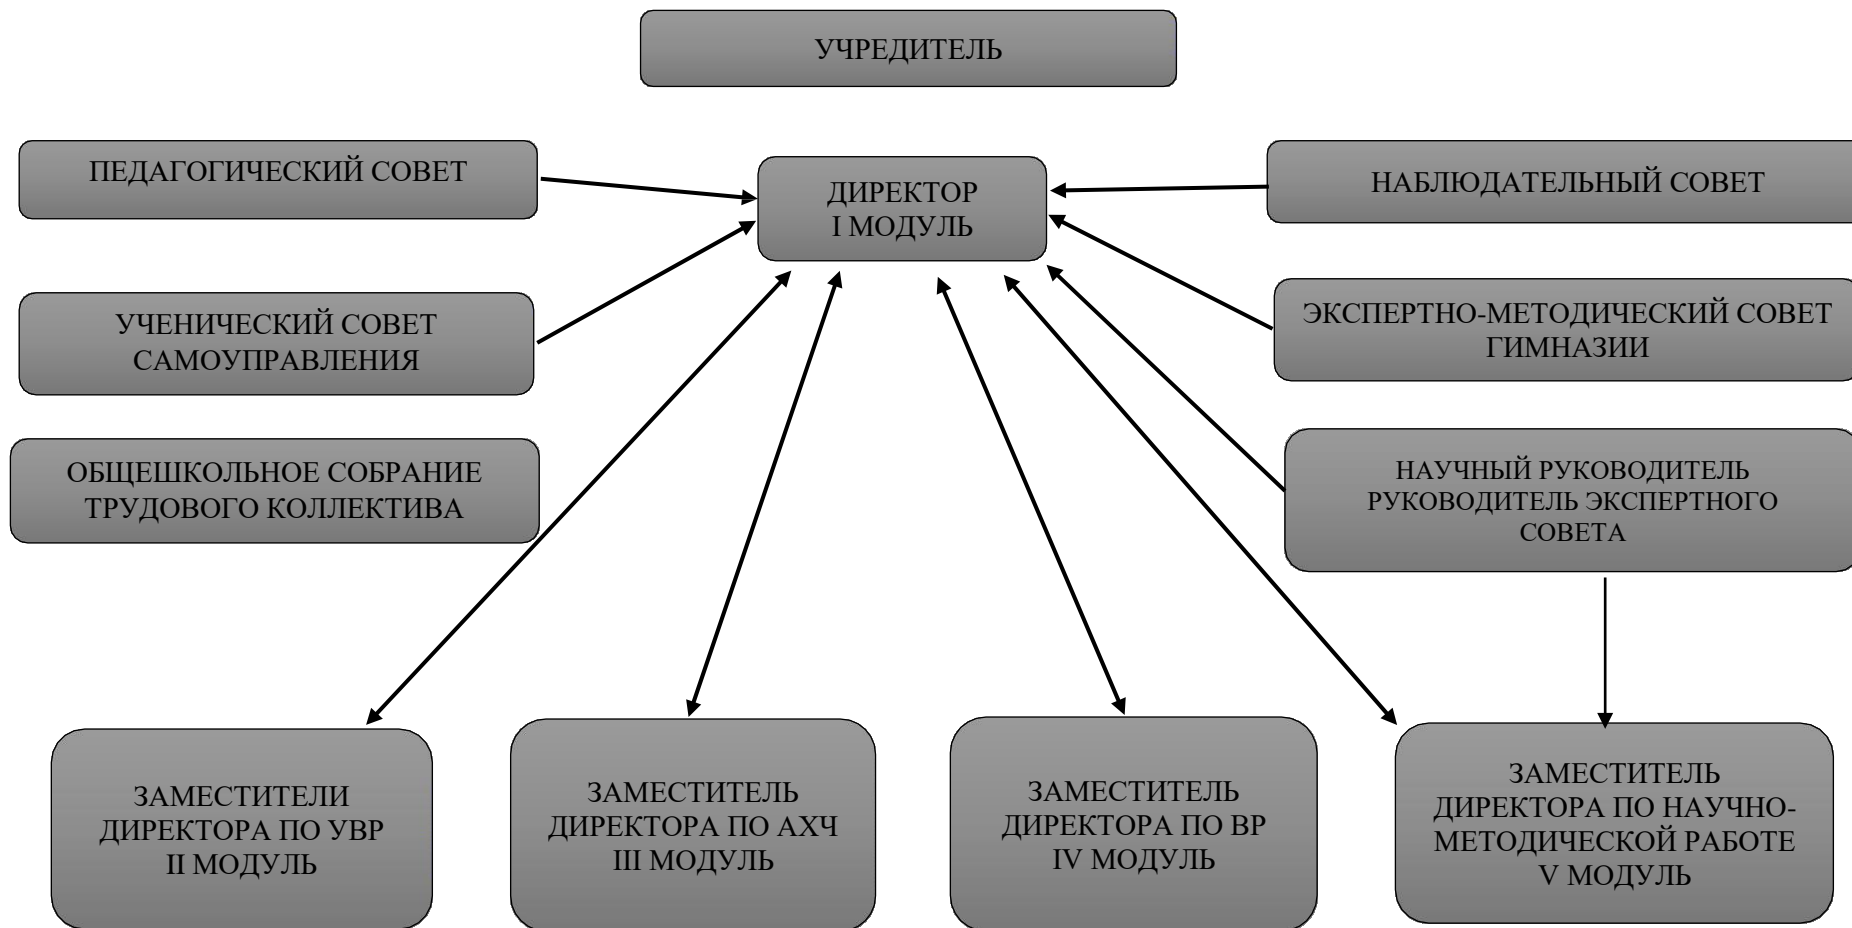 УЧРЕДИТЕЛЬ
ПЕДАГОГИЧЕСКИЙ СОВЕТ
ДИРЕКТОР
I МОДУЛЬ
НАБЛЮДАТЕЛЬНЫЙ СОВЕТ
УЧЕНИЧЕСКИЙ СОВЕТ
САМОУПРАВЛЕНИЯ
ЭКСПЕРТНО-МЕТОДИЧЕСКИЙ СОВЕТ
ГИМНАЗИИ
ОБЩЕШКОЛЬНОЕ СОБРАНИЕ
ТРУДОВОГО КОЛЛЕКТИВА
НАУЧНЫЙ РУКОВОДИТЕЛЬ
РУКОВОДИТЕЛЬ ЭКСПЕРТНОГО
СОВЕТА
ЗАМЕСТИТЕЛИ
ДИРЕКТОРА ПО УВР
II МОДУЛЬ
ЗАМЕСТИТЕЛЬ
ДИРЕКТОРА ПО АХЧ
III МОДУЛЬ
ЗАМЕСТИТЕЛЬ
ДИРЕКТОРА ПО ВР
IV МОДУЛЬ
ЗАМЕСТИТЕЛЬ
ДИРЕКТОРА ПО НАУЧНО-
МЕТОДИЧЕСКОЙ РАБОТЕ
V МОДУЛЬ